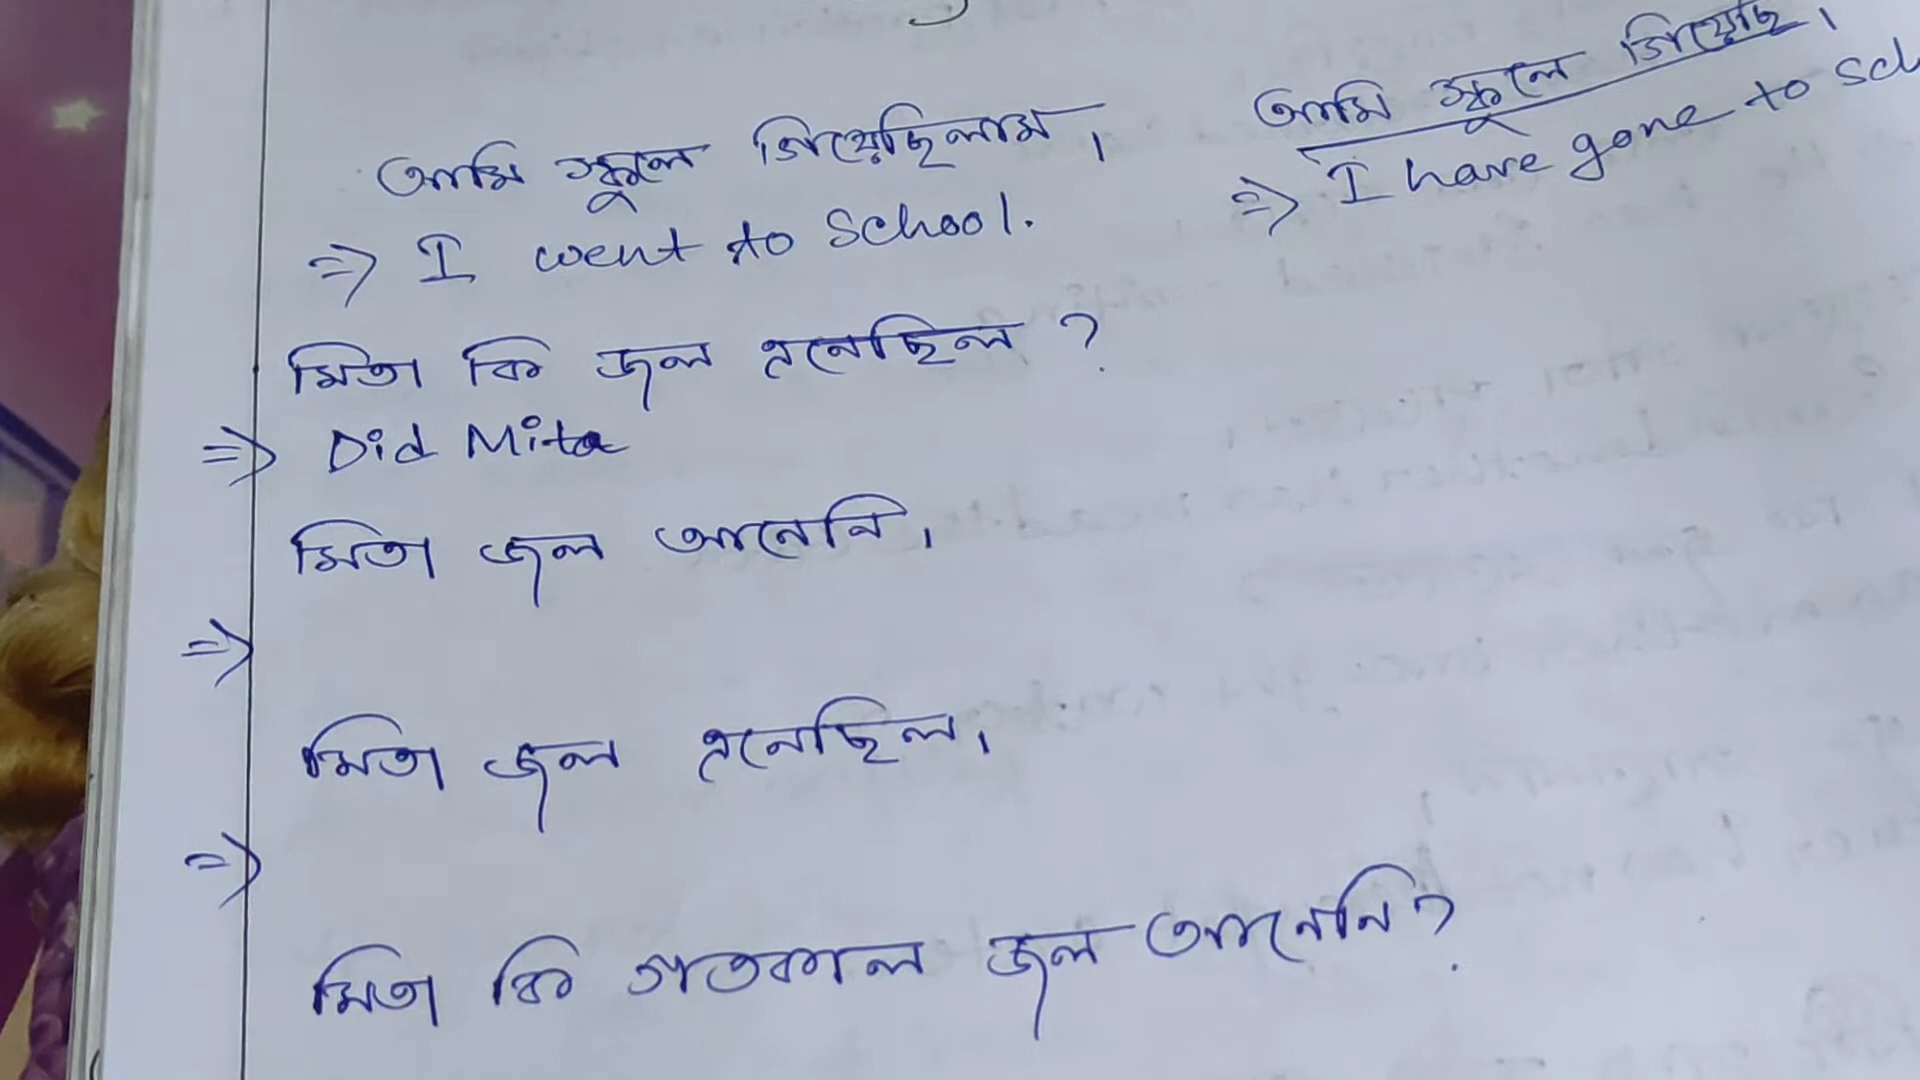 আমি স্কুলে গিয়েছিলাম।
⇒ I went to School.
আমি স্কুলে গিয়েছি।
⇒ I have gone to Sch
মিতা কি জল এনেছিল ?
⇒ Did Mita
মিতা জল আনেনি।
⇒
মিতা জল এনেছিল।
⇒
মিতা কি গতকাল জল আনেনি?